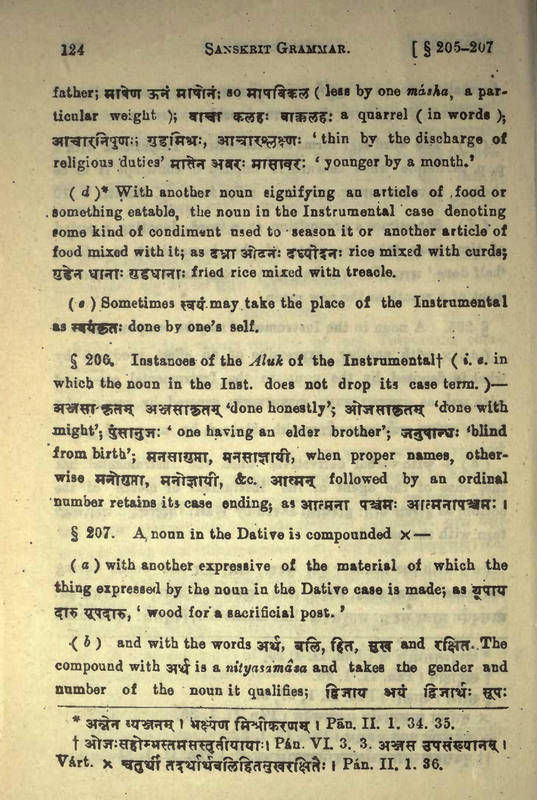 124 SANSKRIT GRAMMAR. [ § 205-207
father; माषेण ऊनं माषोनं; so माषविकल ( less by one másha, a par-
ticular weight ); वाचा कलहः वाक्कलहः a quarrel ( in words );
आचारनिपुणः; गुडमिश्रः, आचारश्लक्ष्णः ‘ thin by the discharge of
religious duties’ मासेन अवरः मासावरः ‘ younger by a month.’
( d )* With another noun signifying an article of food or
something eatable, the noun in the Instrumental case denoting
some kind of condiment used to season it or another article of
food mixed with it; as दध्ना ओदनः दध्योदनः rice mixed with curds;
गुडेन धानाः गुडधानाः fried rice mixed with treacle.
( e ) Sometimes स्वयं may take the place of the Instrumental
as स्वयंकृतः done by one's self.
§ 206. Instances of the Aluk of the Instrumental† ( i. e. in
which the noun in the Inst. does not drop its case term. )—
अञ्जसा कृतम् अञ्जसाकृतम् ‘done honestly’; ओजसाकृतम् ‘done with
might’; पुंसानुजः ‘ one having an elder brother’; जनुषान्धः ‘blind
from birth’; मनसागुप्ता, मनसाज्ञायी, when proper names, other-
wise मनोगुप्ता, मनोज्ञायी, &c. आत्मन् followed by an ordinal
number retains its case ending; as आत्मना पञ्चमः आत्मनापञ्चमः ।
§ 207. A noun in the Dative is compounded ×—
( a ) with another expressive of the material of which the
thing expressed by the noun in the Dative case is made; as यूपाय
दारु यूपदारु, ‘ wood for a sacrificial post. ’
( b ) and with the words अर्थ, बलि, हित, सुख and रक्षित. The
compound with अर्थ is a nityasamâsa and takes the gender and
number of the noun it qualifies; द्विजाय अयं द्विजार्थः सूपः
* अन्नेन व्यञ्जनम् । भक्ष्येण मिश्रीकरणम् । Pān. II. 1. 34. 35.
† ओजःसहोम्भस्तमसस्तृतीयायाः। Pán. VI. 3. 3. अञ्जस उपसंख्यानम् ।
Várt. × चतुर्थी तदर्थार्थबलिहितसुखरक्षितैः । Pán. II. 1. 36.